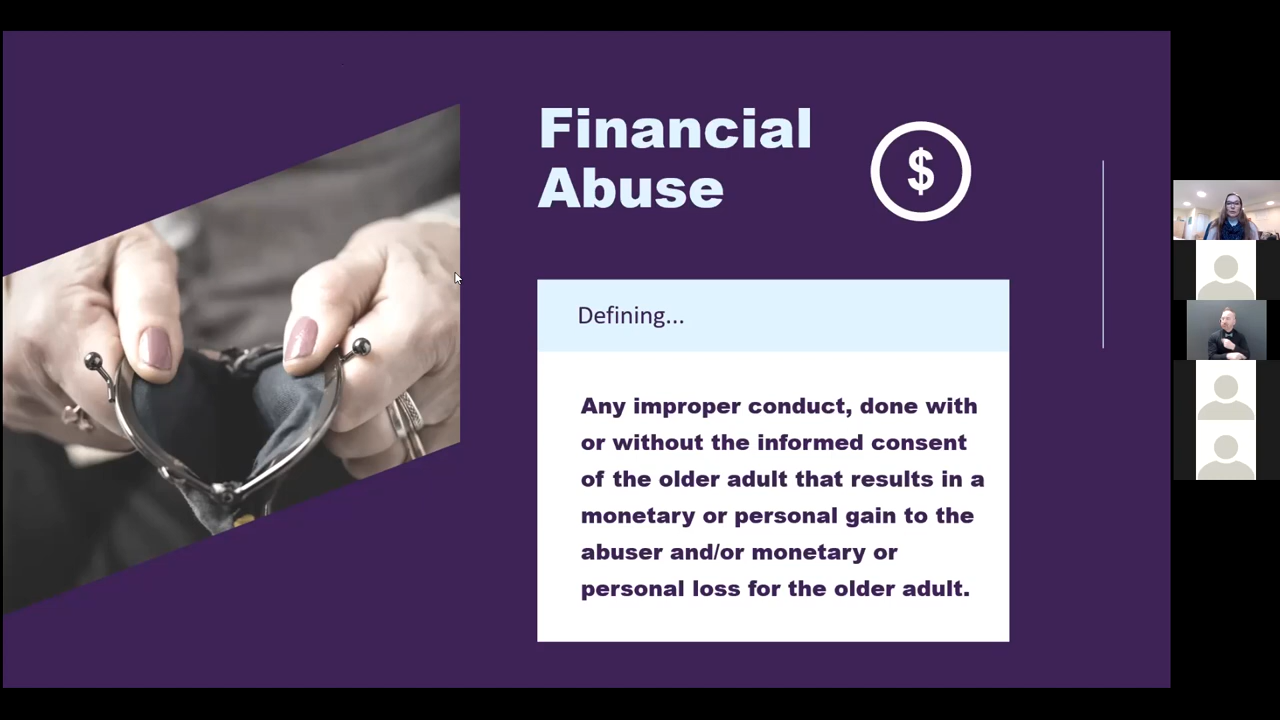 Financial
Abuse
$
Defining...
Any improper conduct, done with
or without the informed consent
of the older adult that results in a
monetary or personal gain to the
abuser and/or monetary or
personal loss for the older adult.